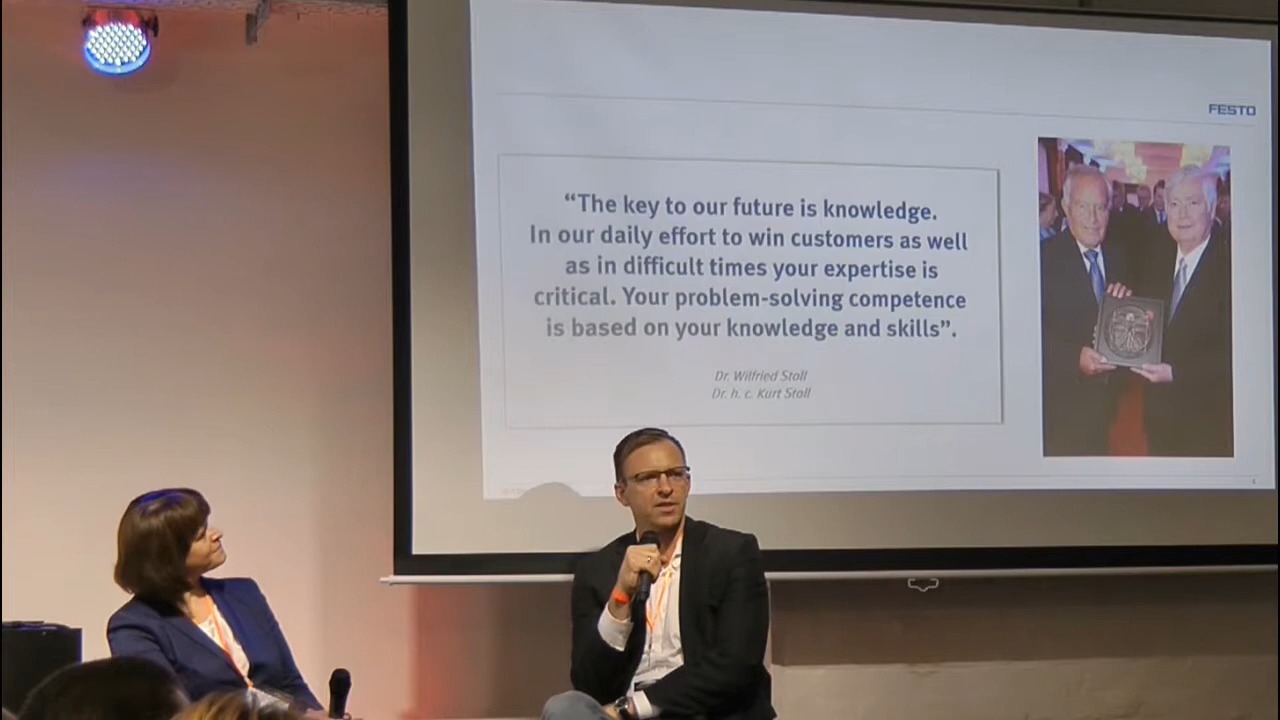 FESTO
“The key to our future is knowledge.
In our daily effort to win customers as well
as in difficult times your expertise is
critical. Your problem-solving competence
is based on your knowledge and skills”.
Dr. Wilfried Stoll
Dr. h. c. Kurt Stoll